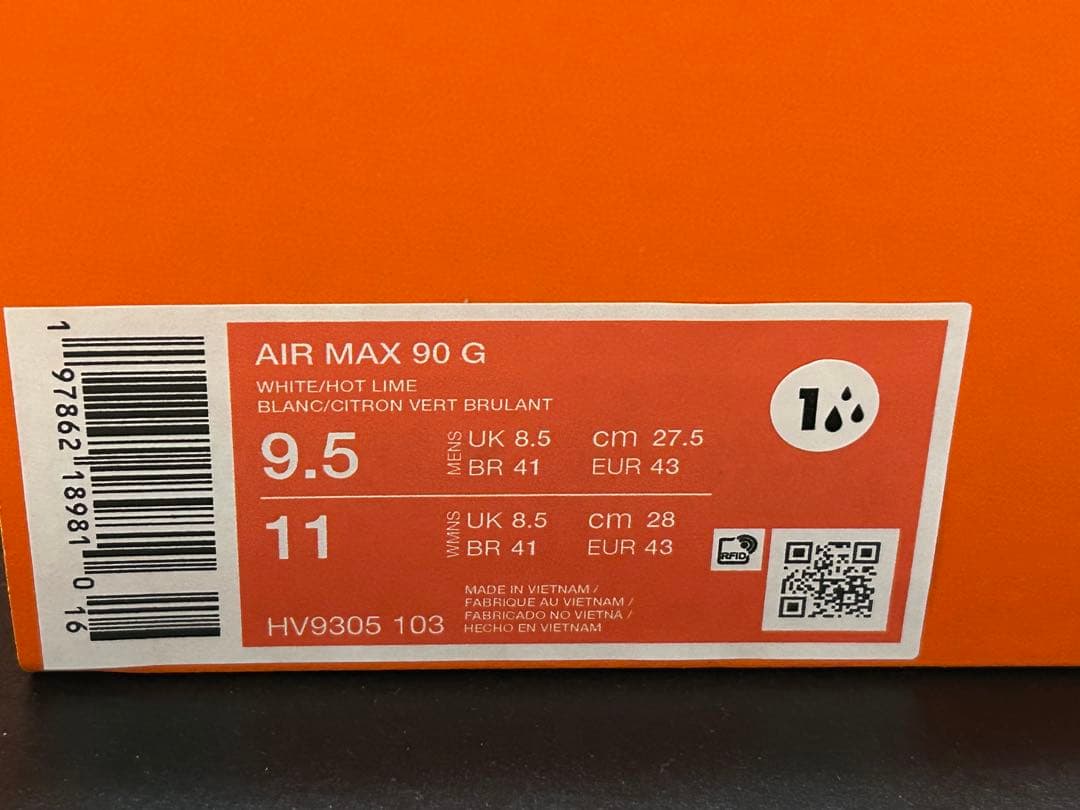 AIR MAX 90 G
WHITE/HOT LIME
BLANC/CITRON VERT BRULANT
9.5
MENS
UK 8.5 cm 27.5
BR 41 EUR 43
11
WMNS
UK 8.5 cm 28
BR 41 EUR 43
HV9305 103
MADE IN VIETNAM /
FABRIQUE AU VIETNAM /
FABRICADO NO VIETNÃ /
HECHO EN VIETNAM
1
RFID
1 97862 18981 0 16